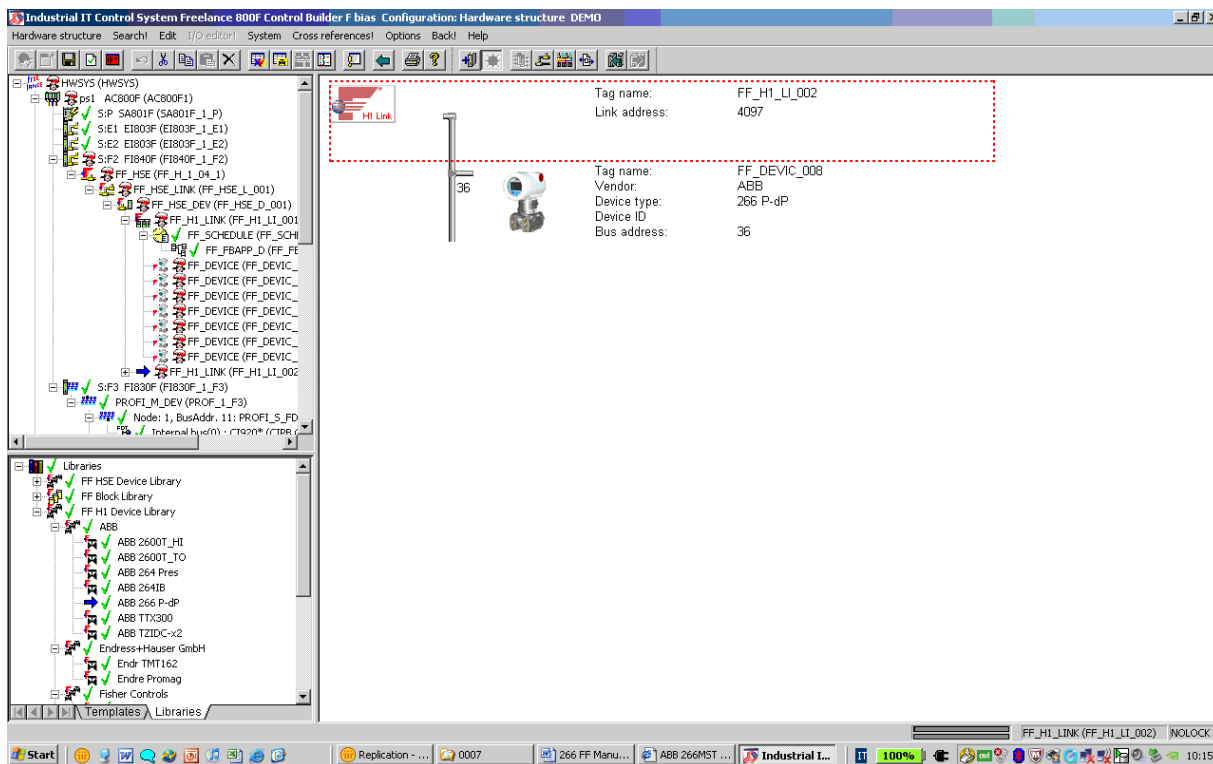 Industrial IT Control System Freelance 800F Control Builder F bias Configuration: Hardware structure DEMO
Hardware structure Search! Edit I/O editor! System Cross references! Options Back! Help
HWSYS (HWSYS)
ps1 AC800F (AC800F1)
S:P SA801F (SA801F_1_P)
S:E1 EI803F (EI803F_1_E1)
S:E2 EI803F (EI803F_1_E2)
S:F2 FI840F (FI840F_1_F2)
FF_HSE (FF_H_1_04_1)
FF_HSE_LINK (FF_HSE_L_001)
FF_HSE_DEV (FF_HSE_D_001)
FF_H1_LINK (FF_H1_LI_001
FF_SCHEDULE (FF_SCHI
FF_FBAPP_D (FF_FE
FF_DEVICE (FF_DEVIC_
FF_DEVICE (FF_DEVIC_
FF_DEVICE (FF_DEVIC_
FF_DEVICE (FF_DEVIC_
FF_DEVICE (FF_DEVIC_
FF_DEVICE (FF_DEVIC_
FF_DEVICE (FF_DEVIC_
FF_H1_LINK (FF_H1_LI_002
S:F3 FI830F (FI830F_1_F3)
PROFI_M_DEV (PROF_1_F3)
Node: 1, BusAddr. 11: PROFI_S_FD
Internal bus(0) : CI920* (CIPB
Libraries
FF HSE Device Library
FF Block Library
FF H1 Device Library
ABB
ABB 2600T_HI
ABB 2600T_TO
ABB 264 Pres
ABB 264IB
ABB 266 P-dP
ABB TTX300
ABB TZIDC-x2
Endress+Hauser GmbH
Endr TMT162
Endre Promag
Fisher Controls
Templates Libraries
H1 Link
Tag name: FF_H1_LI_002
Link address: 4097
36
Tag name: FF_DEVIC_008
Vendor: ABB
Device type: 266 P-dP
Device ID
Bus address: 36
FF_H1_LINK (FF_H1_LI_002) NOLOCK
Start Replication - ... 0007 266 FF Manu... ABB 266MST ... Industrial I... IT 100% 10:15